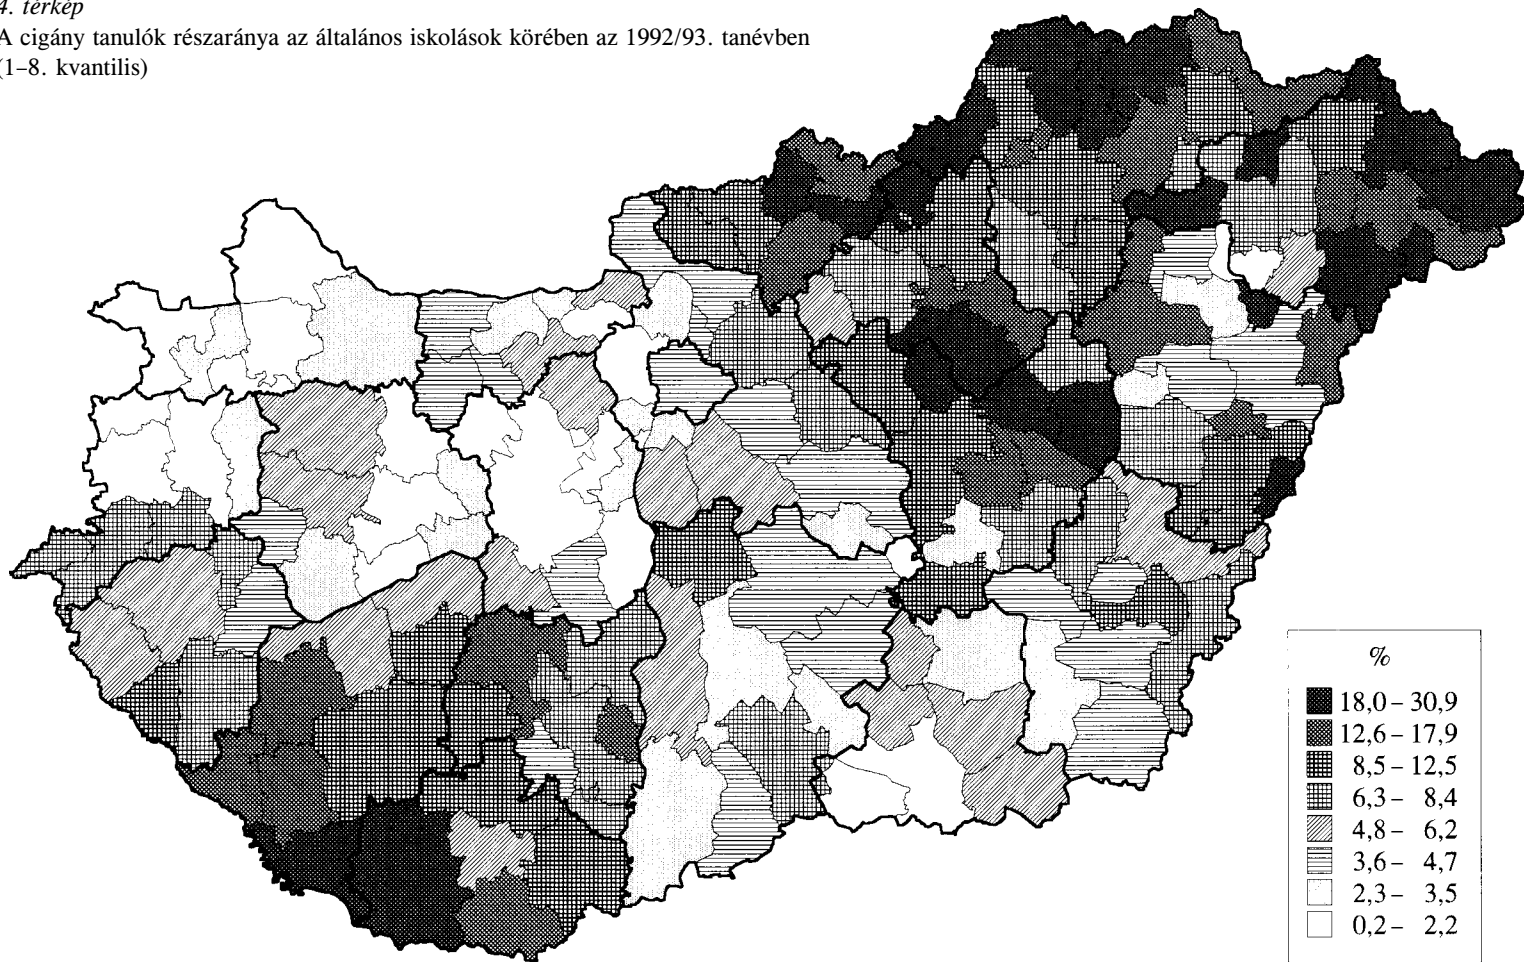 4. térkép
A cigány tanulók részaránya az általános iskolások körében az 1992/93. tanévben
(1–8. kvantilis)
%
18,0 – 30,9
12,6 – 17,9
8,5 – 12,5
6,3 – 8,4
4,8 – 6,2
3,6 – 4,7
2,3 – 3,5
0,2 – 2,2